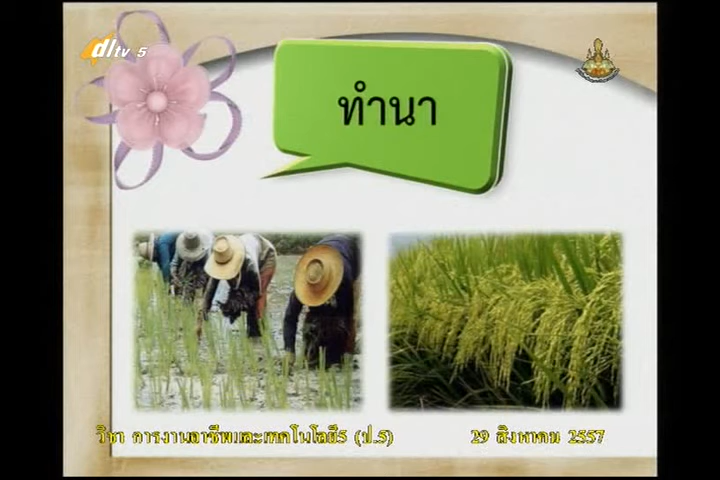 dltv 5
ทำนา
วิชา การงานอาชีพและเทคโนโลยี5 (ป.5) 29 สิงหาคม 2557